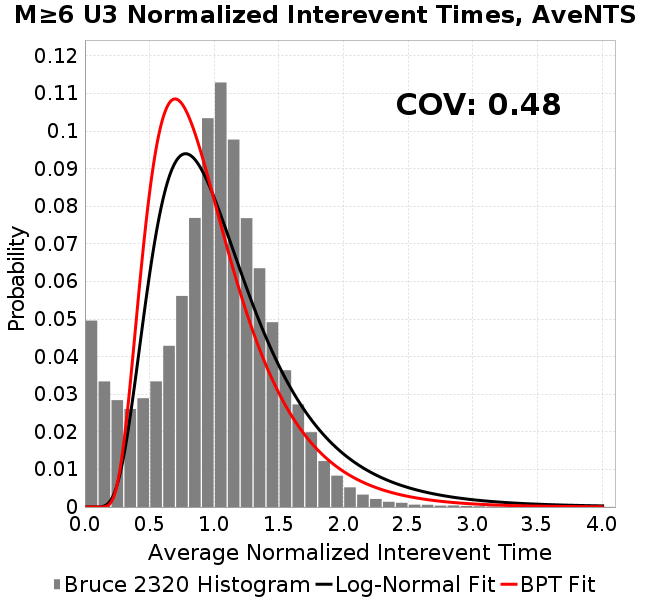 M≥6 U3 Normalized Interevent Times, AveNTS
COV: 0.48
0.12
0.11
0.1
0.09
0.08
0.07
0.06
0.05
0.04
0.03
0.02
0.01
0
Probability
0.0 0.5 1.0 1.5 2.0 2.5 3.0 3.5 4.0
Average Normalized Interevent Time
Bruce 2320 Histogram Log-Normal Fit BPT Fit